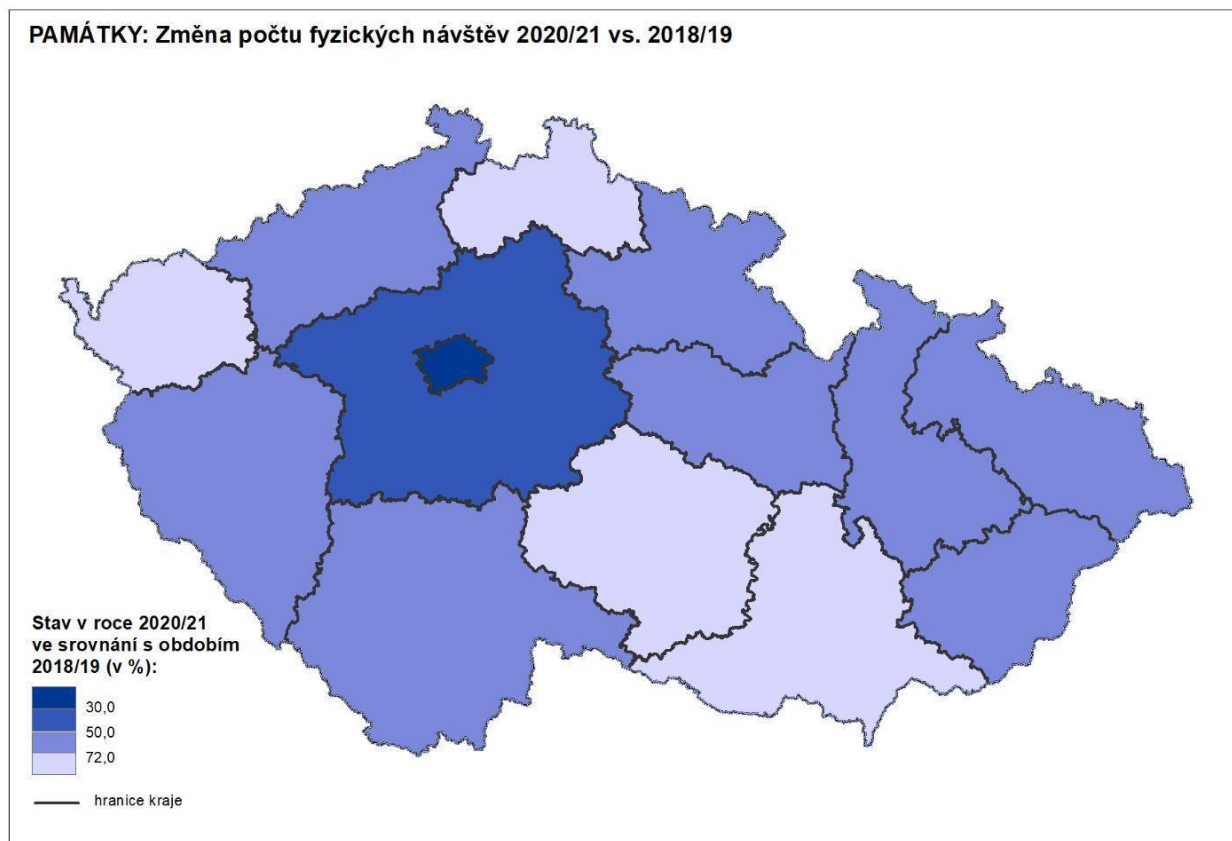 PAMÁTKY: Změna počtu fyzických návštěv 2020/21 vs. 2018/19
Stav v roce 2020/21
ve srovnání s obdobím
2018/19 (v %):
30,0
50,0
72,0
hranice kraje